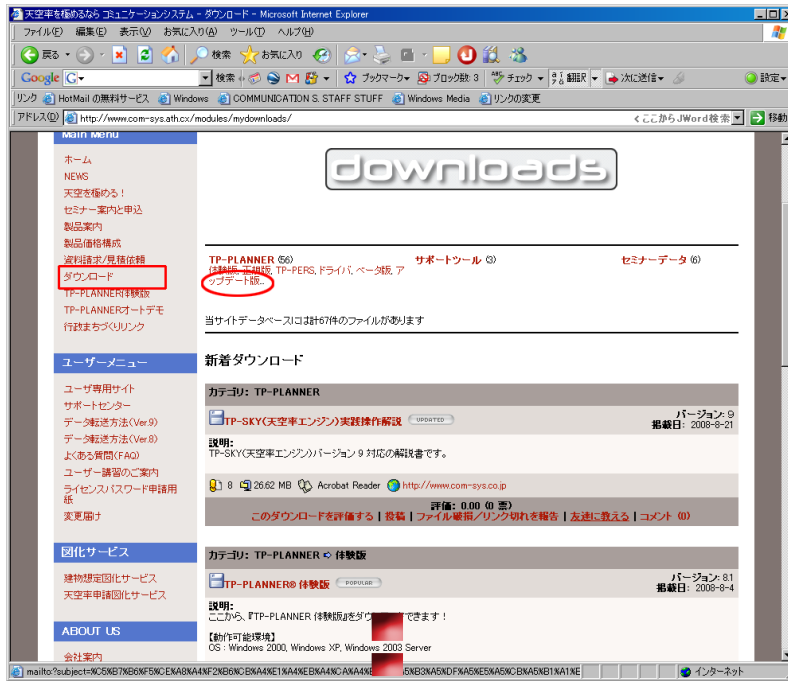 天空率を極めるなら コミュニケーションシステム - ダウンロード - Microsoft Internet Explorer
ファイル(F) 編集(E) 表示(V) お気に入り(A) ツール(T) ヘルプ(H)
戻る 検索 お気に入り
Google G 検索 ブックマーク ブロック数: 3 チェック 翻訳 次に送信 設定
リンク HotMail の無料サービス Windows COMMUNICATION S. STAFF STUFF Windows Media リンクの変更
アドレス(D) http://www.com-sys.ath.cx/modules/mydownloads/ <ここから JWord検索 移動
Main Menu
ホーム
NEWS
天空を極める!
セミナー案内と申込
製品案内
製品価格構成
資料請求/見積依頼
ダウンロード
TP-PLANNER体験版
TP-PLANNERオートデモ
行政まちづくりリンク
ユーザーメニュー
ユーザ専用サイト
サポートセンター
データ転送方法(Ver.9)
データ転送方法(Ver.8)
よくある質問(FAQ)
ユーザー講習のご案内
ライセンスパスワード申請用
紙
変更届け
図化サービス
建物想定図化サービス
天空率申請図化サービス
ABOUT US
会社案内
downloads
TP-PLANNER (56) サポートツール (3) セミナーデータ (6)
体験版, 正規版, TP-PERS, ドライバ, ベータ版, ア
ップデート版...
当サイトデータベースには計67件のファイルがあります
新着ダウンロード
カテゴリ: TP-PLANNER
TP-SKY(天空率エンジン)実践操作解説 UPDATED バージョン: 9
掲載日: 2008-8-21
説明:
TP-SKY(天空率エンジン)バージョン 9 対応の解説書です。
8 26.62 MB Acrobat Reader http://www.com-sys.co.jp
評価: 0.00 (0 票)
このダウンロードを評価する | 投稿 | ファイル破損/リンク切れを報告 | 友達に教える | コメント (0)
カテゴリ: TP-PLANNER 体験版
TP-PLANNER® 体験版 POPULAR バージョン: 8.1
掲載日: 2008-8-4
説明:
ここから、『TP-PLANNER 体験版』をダウ できます!
【動作可能環境】
OS : Windows 2000, Windows XP, Windows 2003 Server
インターネット